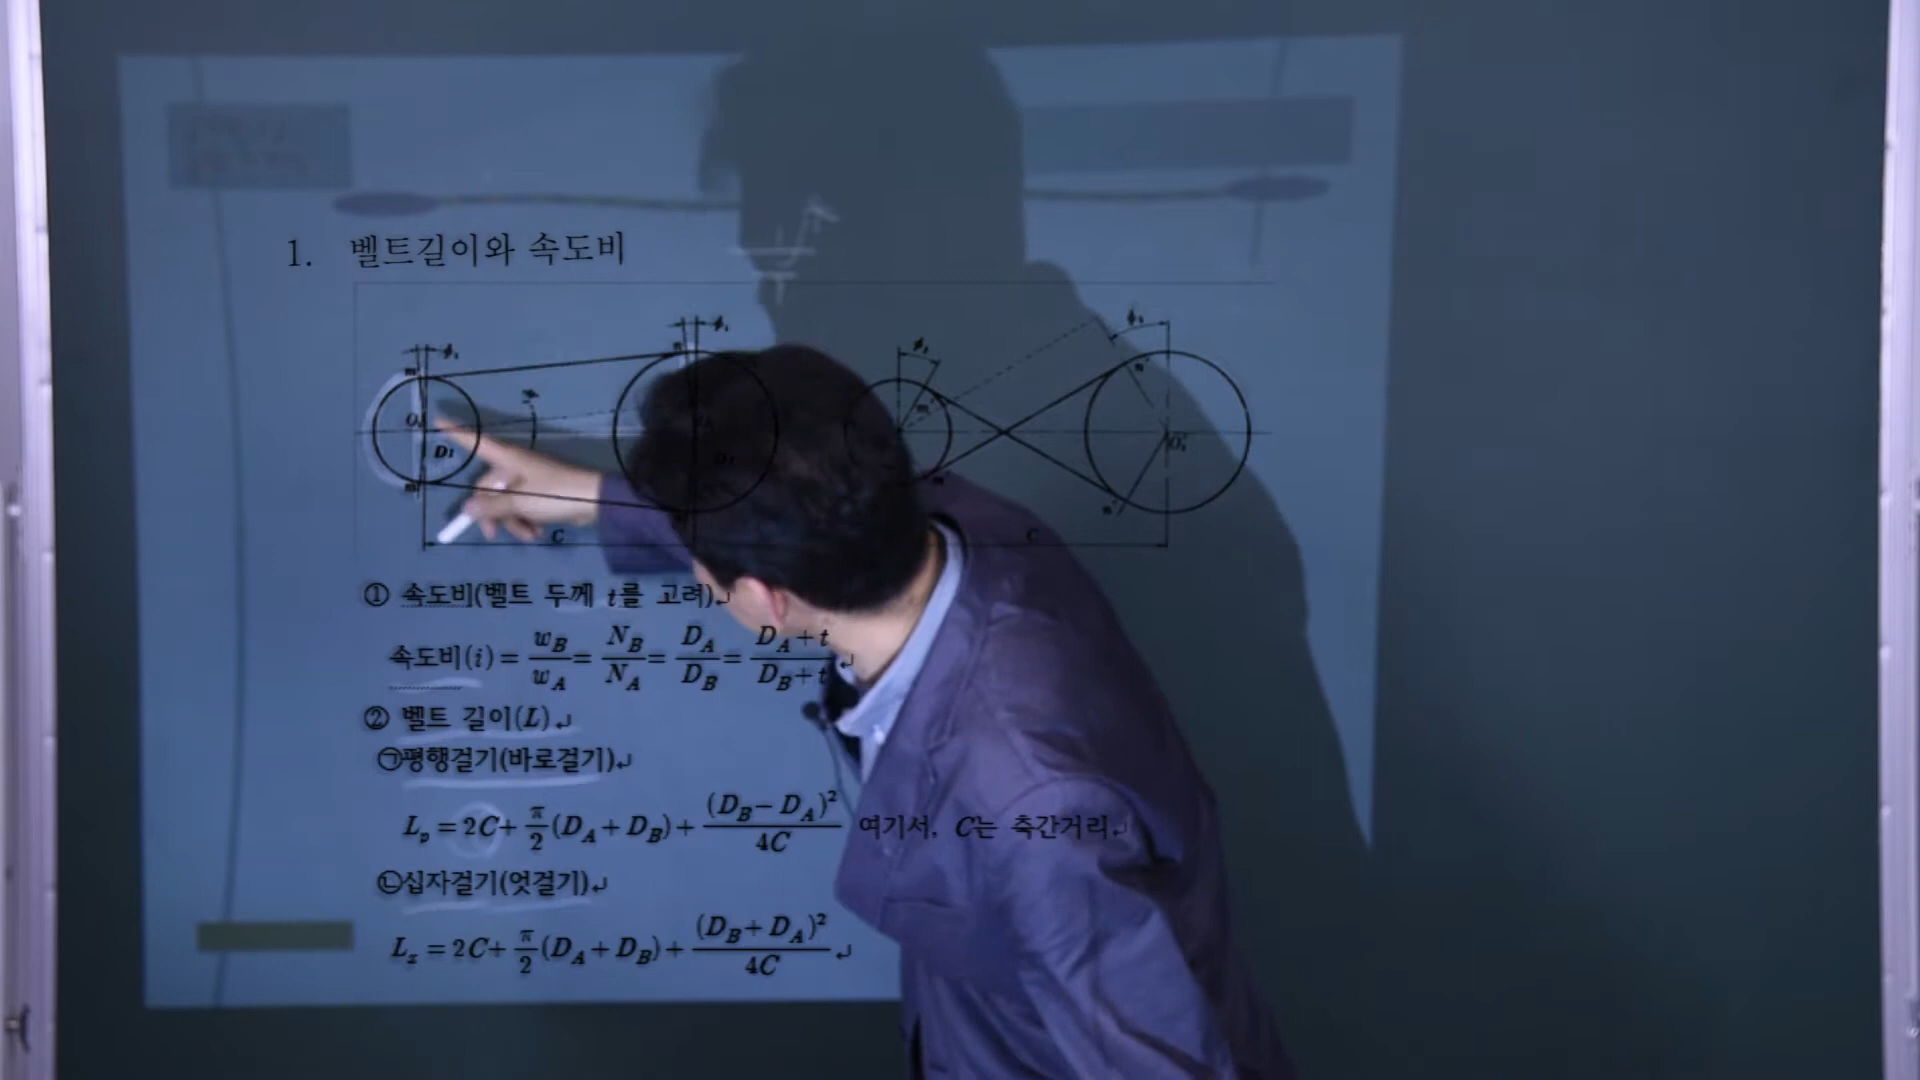 1. 벨트길이와 속도비
D₂
C
C
① 속도비(벨트 두께 t를 고려)↵
속도비(i) = w_B/w_A = N_B/N_A = D_A/D_B = (D_A+t)/(D_B+t) ↵
② 벨트 길이(L)↵
㉠평행걸기(바로걸기)↵
L_p = 2C + π/2 (D_A + D_B) + (D_B − D_A)²/4C 여기서, C는 축간거리↵
㉡십자걸기(엇걸기)↵
L_z = 2C + π/2 (D_A + D_B) + (D_B + D_A)²/4C ↵